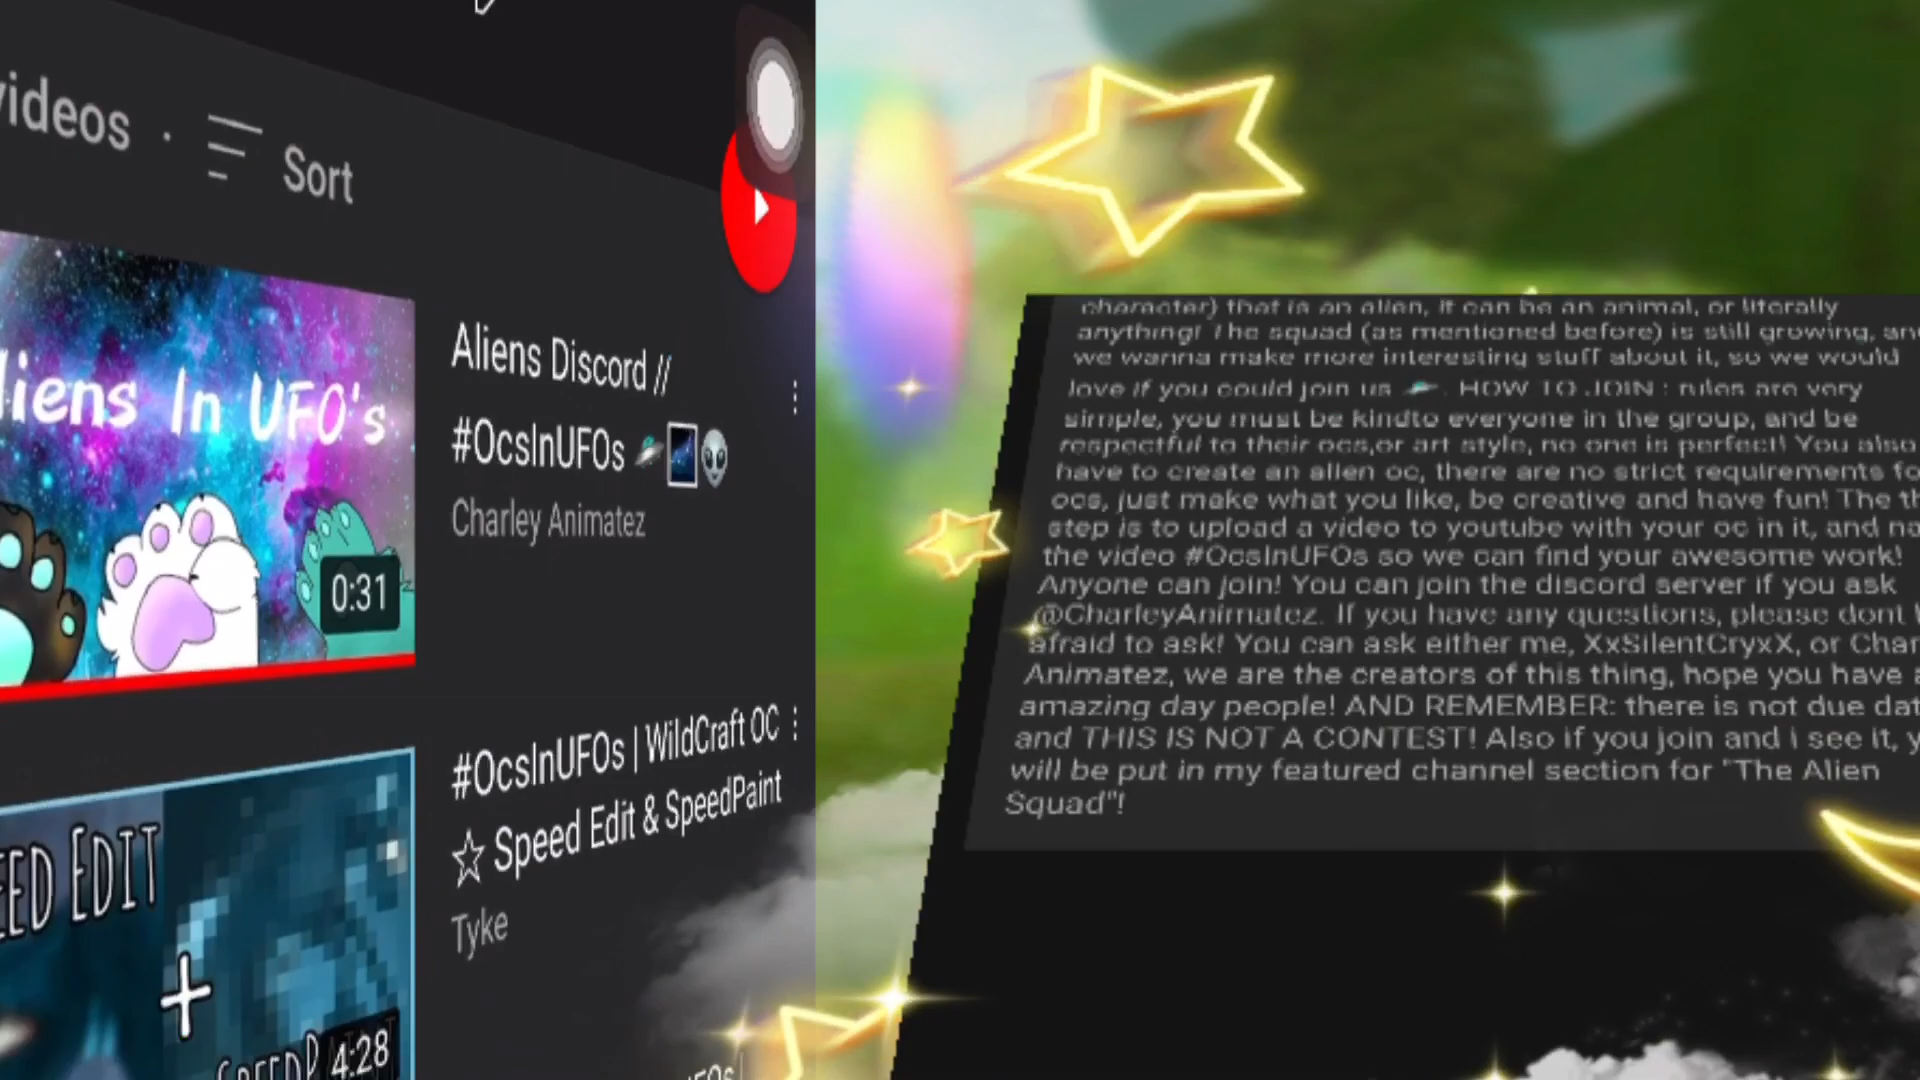 videos · Sort
liens In UFO's
0:31
Aliens Discord //
#OcsInUFOs 🛸🌌👽
Charley Animatez
EED EDIT
+
4:28
#OcsInUFOs | WildCraft OC
☆ Speed Edit & SpeedPaint
Tyke
character) that is an alien, it can be an animal, or literally
anything! The squad (as mentioned before) is still growing, and
we wanna make more interesting stuff about it, so we would
love if you could join us 🛸. HOW TO JOIN : rules are very
simple, you must be kindto everyone in the group, and be
respectful to their ocs,or art style, no one is perfect! You also
have to create an alien oc, there are no strict requirements fo
ocs, just make what you like, be creative and have fun! The th
step is to upload a video to youtube with your oc in it, and na
the video #OcsInUFOs so we can find your awesome work!
Anyone can join! You can join the discord server if you ask
@CharleyAnimatez. If you have any questions, please dont
afraid to ask! You can ask either me, XxSilentCryxX, or Char
Animatez, we are the creators of this thing, hope you have a
amazing day people! AND REMEMBER: there is not due dat
and THIS IS NOT A CONTEST! Also if you join and i see it, y
will be put in my featured channel section for "The Alien
Squad"!